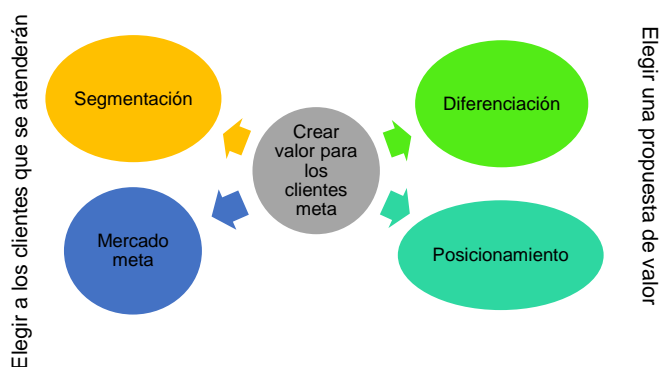 Elegir a los clientes que se atenderán
Segmentación
Mercado
meta
Crear
valor para
los
clientes
meta
Diferenciación
Posicionamiento
Elegir una propuesta de valor